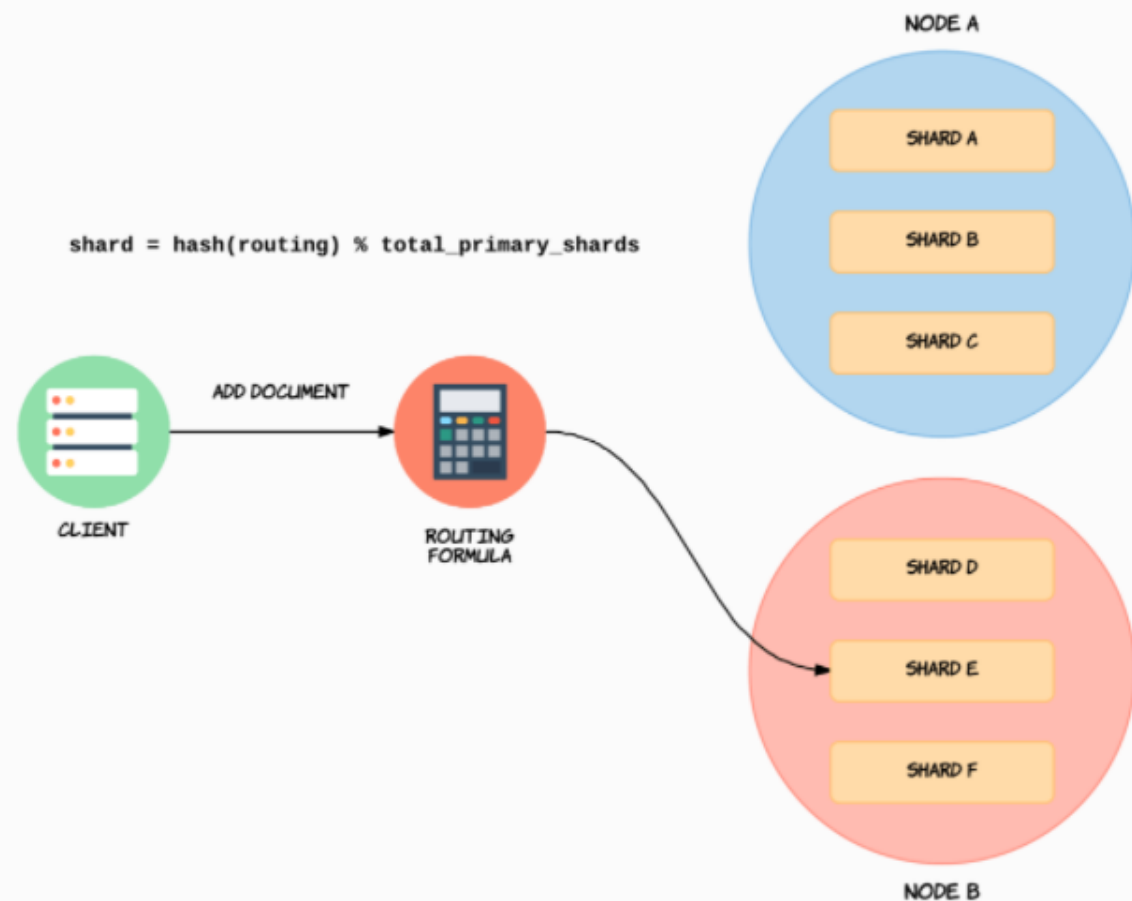 NODE A
SHARD A
SHARD B
SHARD C
shard = hash(routing) % total_primary_shards
ADD DOCUMENT
CLIENT
ROUTING
FORMULA
SHARD D
SHARD E
SHARD F
NODE B